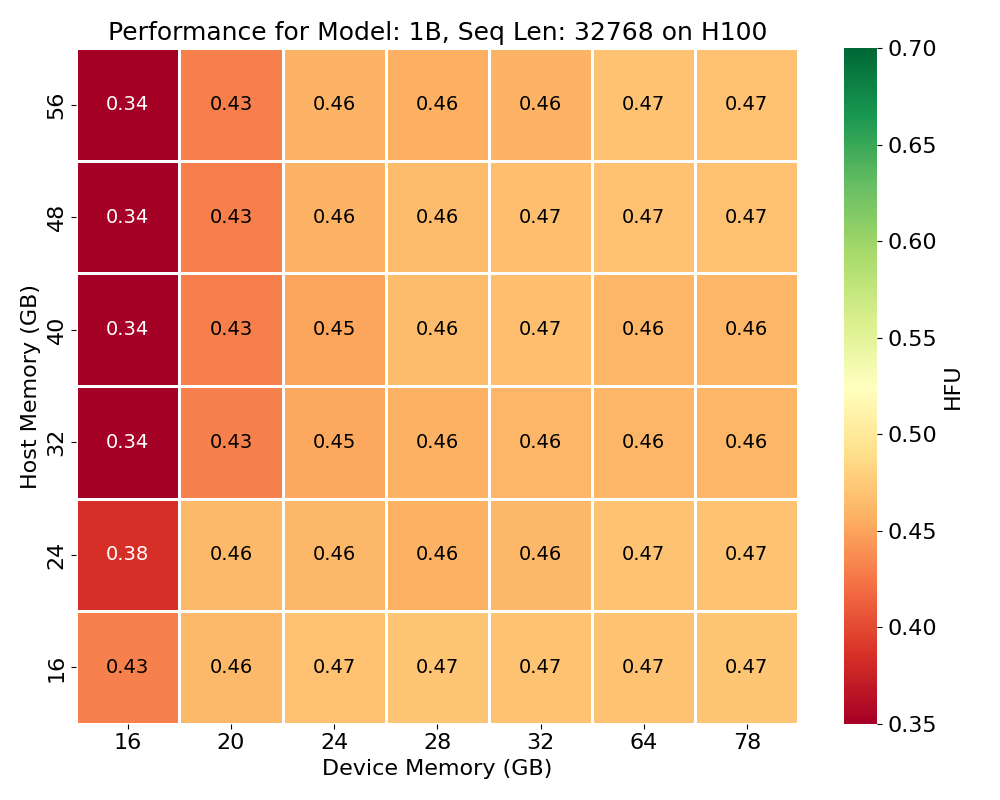 Performance for Model: 1B, Seq Len: 32768 on H100
56 0.34 0.43 0.46 0.46 0.46 0.47 0.47
48 0.34 0.43 0.46 0.46 0.47 0.47 0.47
40 0.34 0.43 0.45 0.46 0.47 0.46 0.46
32 0.34 0.43 0.45 0.46 0.46 0.46 0.46
24 0.38 0.46 0.46 0.46 0.46 0.47 0.47
16 0.43 0.46 0.47 0.47 0.47 0.47 0.47
16 20 24 28 32 64 78
Device Memory (GB)
Host Memory (GB)
0.70
0.65
0.60
0.55
0.50
0.45
0.40
0.35
HFU